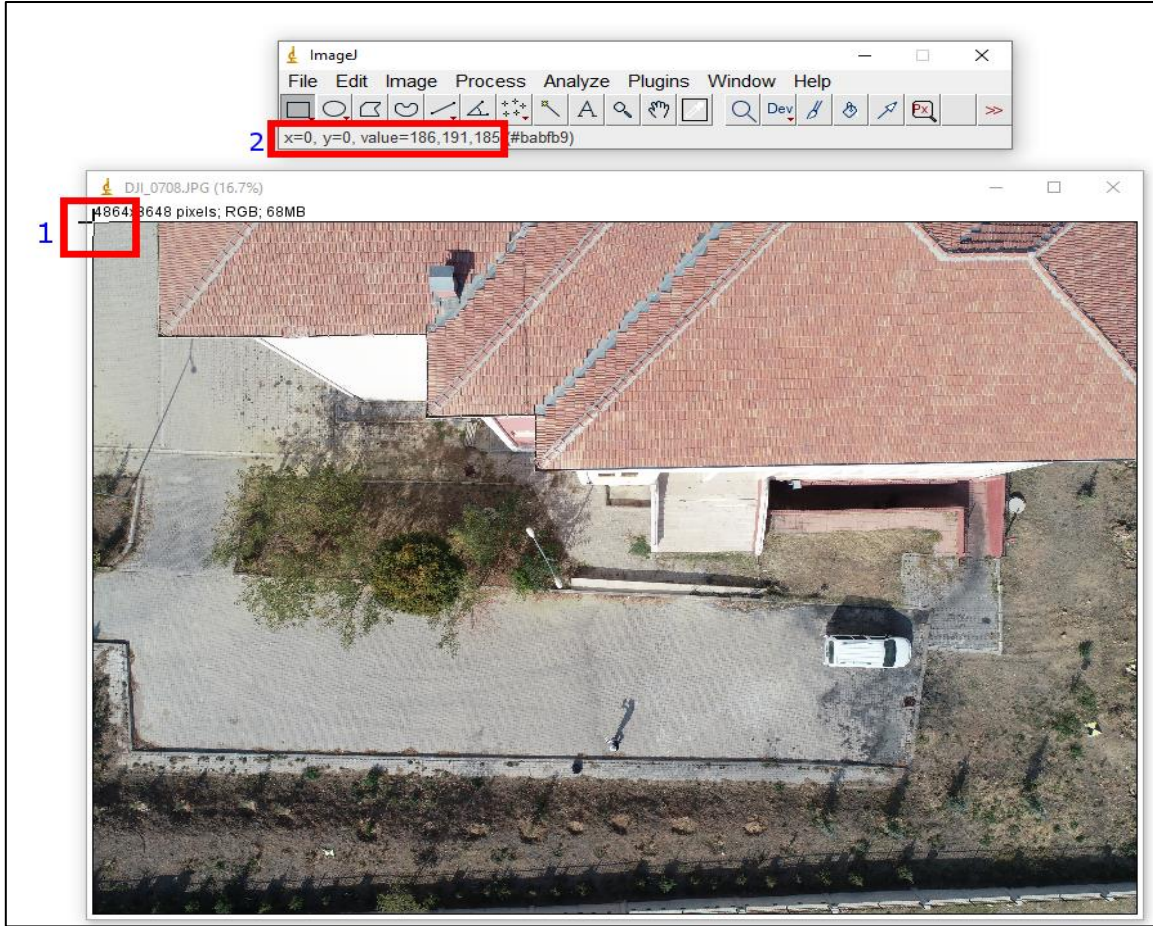 ImageJ
File Edit Image Process Analyze Plugins Window Help
A Dev Px >>
2
x=0, y=0, value=186,191,185 (#babfb9)
DJI_0708.JPG (16.7%)
4864x3648 pixels; RGB; 68MB
1